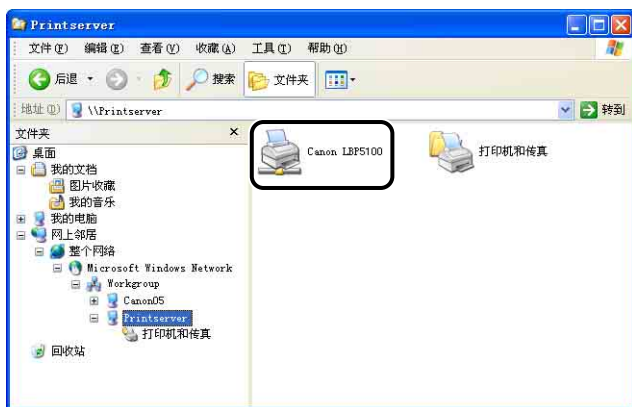 Printserver
文件(F) 编辑(E) 查看(V) 收藏(A) 工具(T) 帮助(H)
后退 搜索 文件夹
地址(D) \\Printserver 转到
文件夹
桌面
我的文档
图片收藏
我的音乐
我的电脑
网上邻居
整个网络
Microsoft Windows Network
Workgroup
Canon05
Printserver
打印机和传真
回收站
Canon LBP5100
打印机和传真